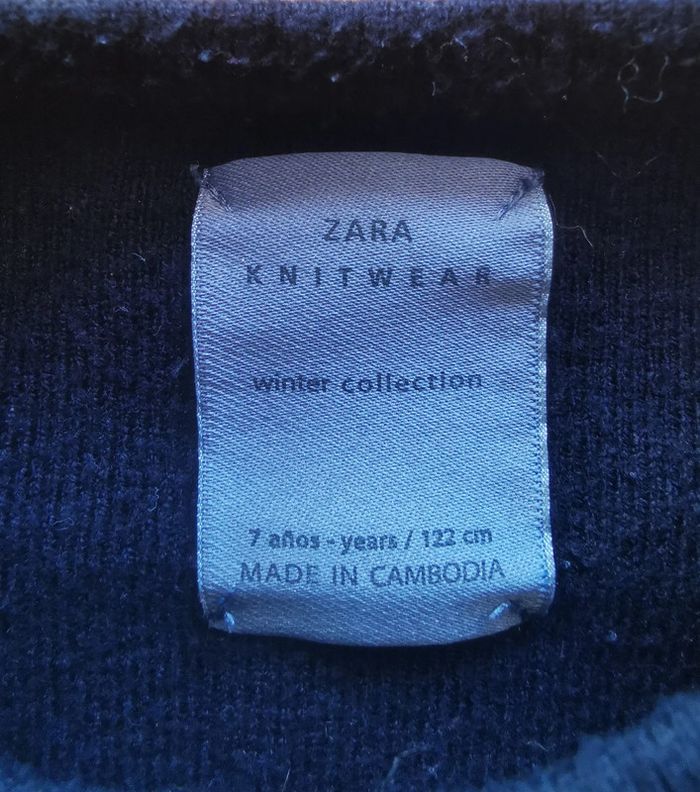 ZARA
KNITWEAR
winter collection
7 años - years / 122 cm
MADE IN CAMBODIA